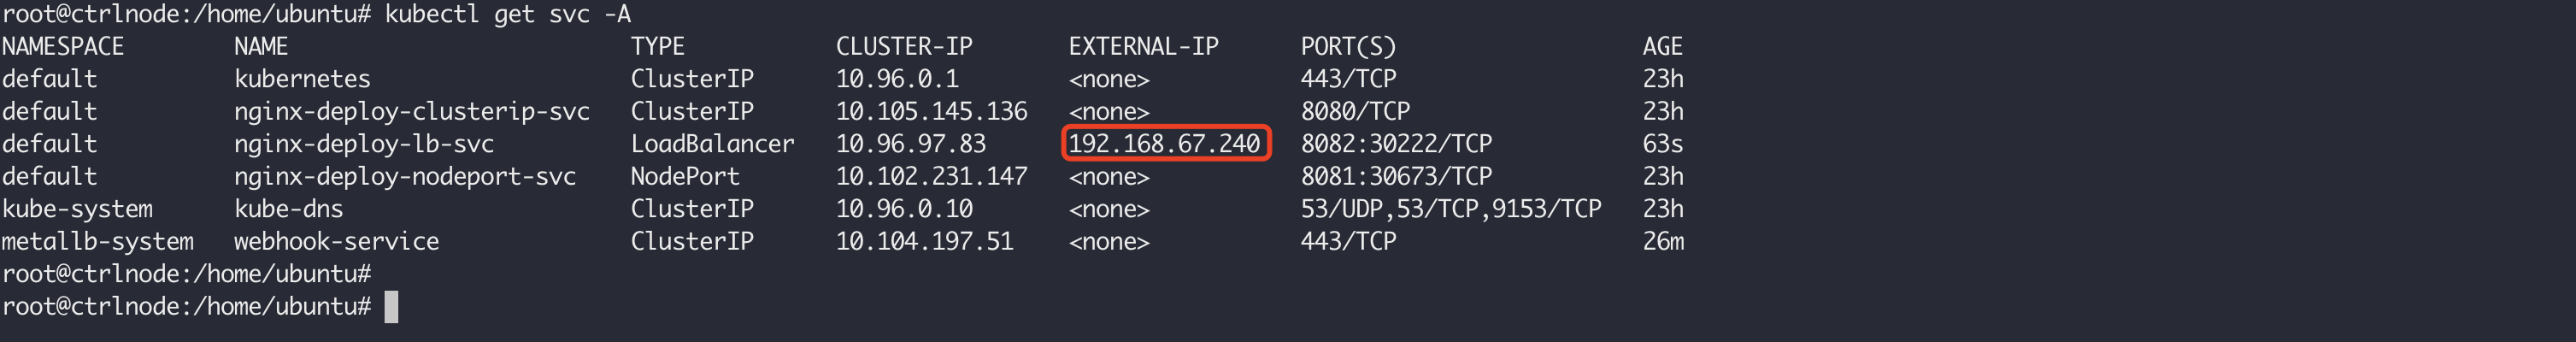 root@ctrlnode:/home/ubuntu# kubectl get svc -A
NAMESPACE NAME TYPE CLUSTER-IP EXTERNAL-IP PORT(S) AGE
default kubernetes ClusterIP 10.96.0.1 <none> 443/TCP 23h
default nginx-deploy-clusterip-svc ClusterIP 10.105.145.136 <none> 8080/TCP 23h
default nginx-deploy-lb-svc LoadBalancer 10.96.97.83 192.168.67.240 8082:30222/TCP 63s
default nginx-deploy-nodeport-svc NodePort 10.102.231.147 <none> 8081:30673/TCP 23h
kube-system kube-dns ClusterIP 10.96.0.10 <none> 53/UDP,53/TCP,9153/TCP 23h
metallb-system webhook-service ClusterIP 10.104.197.51 <none> 443/TCP 26m
root@ctrlnode:/home/ubuntu#
root@ctrlnode:/home/ubuntu#